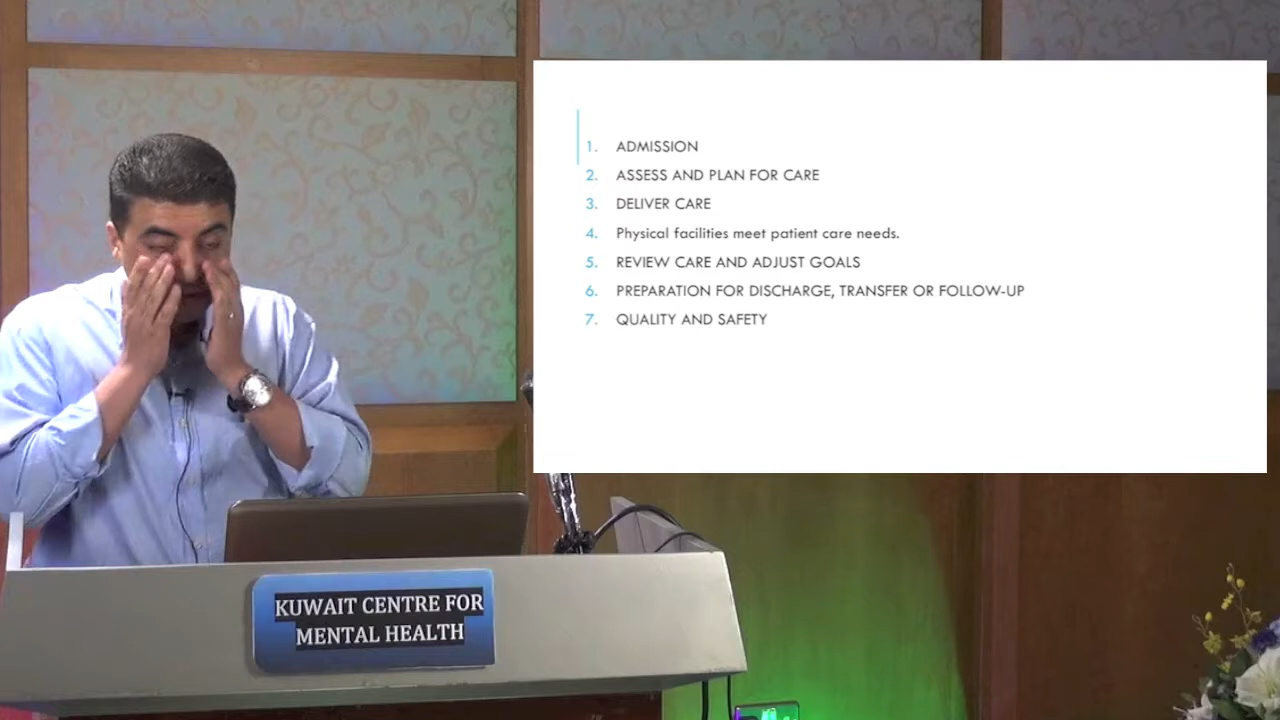 1. ADMISSION
2. ASSESS AND PLAN FOR CARE
3. DELIVER CARE
4. Physical facilities meet patient care needs.
5. REVIEW CARE AND ADJUST GOALS
6. PREPARATION FOR DISCHARGE, TRANSFER OR FOLLOW-UP
7. QUALITY AND SAFETY
KUWAIT CENTRE FOR
MENTAL HEALTH